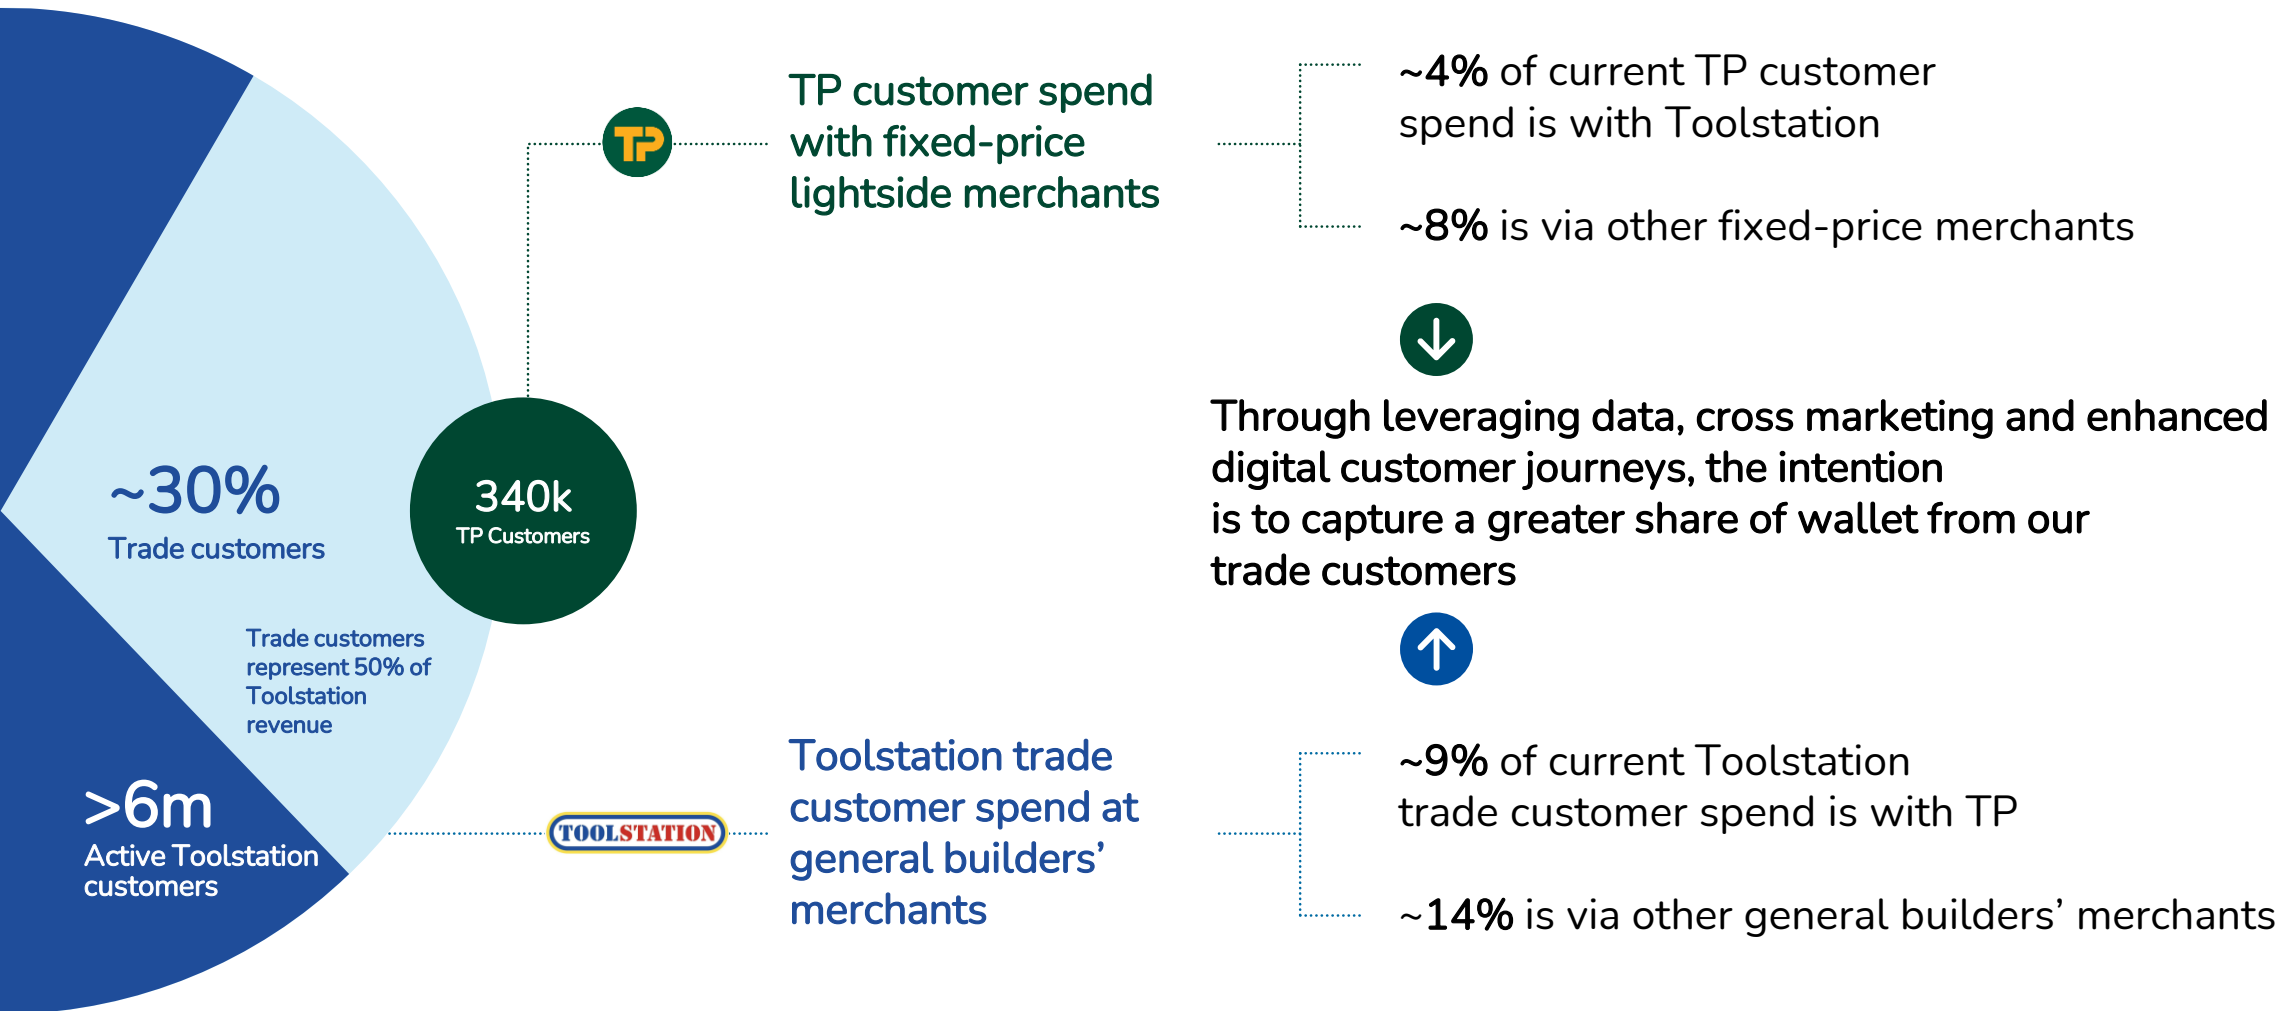 ~30%
Trade customers
Trade customers
represent 50% of
Toolstation
revenue
>6m
Active Toolstation
customers
340k
TP Customers
TP
TP customer spend
with fixed-price
lightside merchants
~4% of current TP customer
spend is with Toolstation
~8% is via other fixed-price merchants
Through leveraging data, cross marketing and enhanced
digital customer journeys, the intention
is to capture a greater share of wallet from our
trade customers
TOOLSTATION
Toolstation trade
customer spend at
general builders’
merchants
~9% of current Toolstation
trade customer spend is with TP
~14% is via other general builders’ merchants